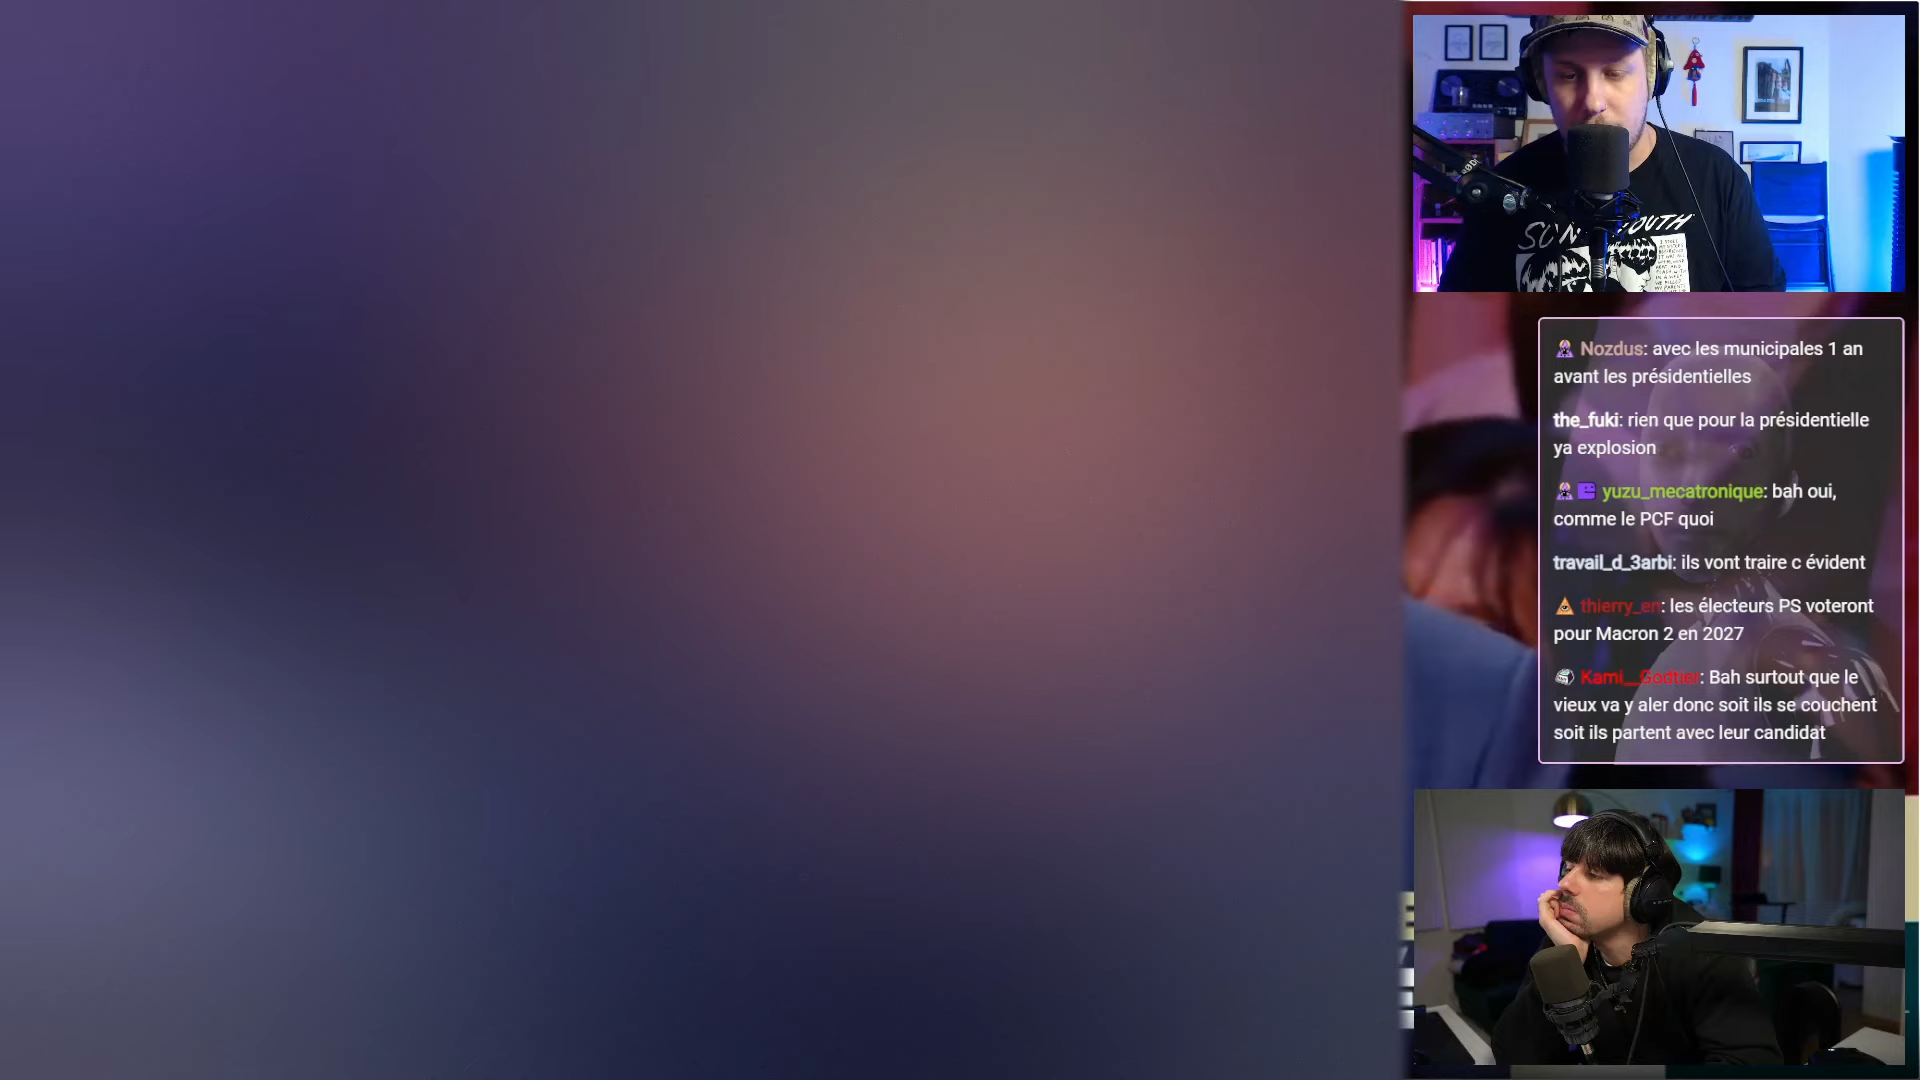 SONIC YOUTH
RØDE
Nozdus: avec les municipales 1 an
avant les présidentielles
the_fuki: rien que pour la présidentielle
ya explosion
yuzu_mecatronique: bah oui,
comme le PCF quoi
travail_d_3arbi: ils vont traire c évident
thierry_en: les électeurs PS voteront
pour Macron 2 en 2027
Kami__Godtier: Bah surtout que le
vieux va y aler donc soit ils se couchent
soit ils partent avec leur candidat